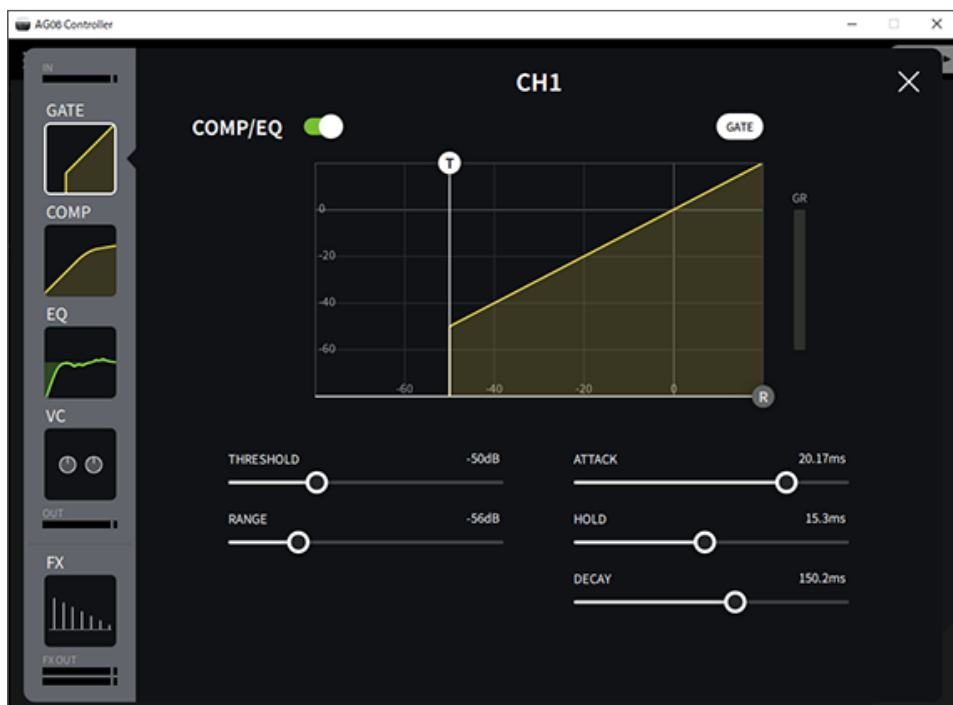 AG08 Controller
IN
GATE
COMP
EQ
VC
OUT
FX
FX OUT
CH1
COMP/EQ
GATE
T
GR
0
-20
-40
-60
-60
-40
-20
0
R
THRESHOLD
-50dB
RANGE
-56dB
ATTACK
20.17ms
HOLD
15.3ms
DECAY
150.2ms